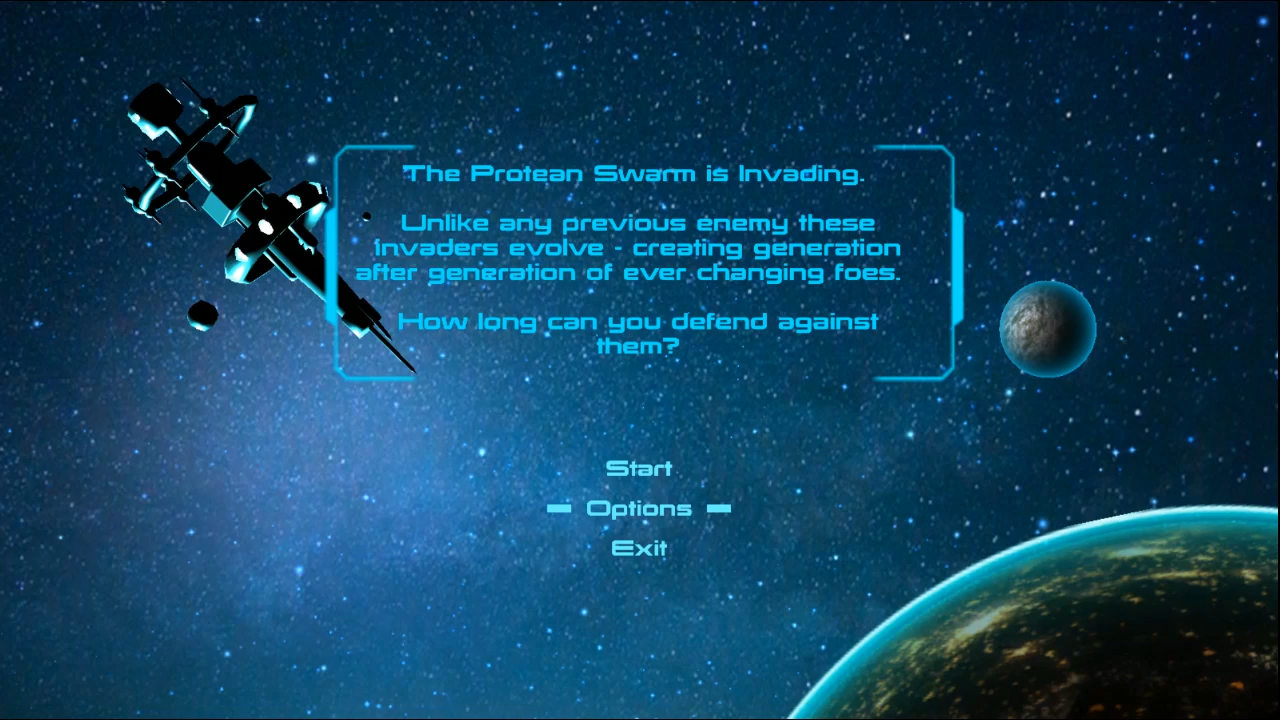 The Protean Swarm is Invading.
Unlike any previous enemy these
invaders evolve - creating generation
after generation of ever changing foes.
How long can you defend against
them?
Start
Options
Exit